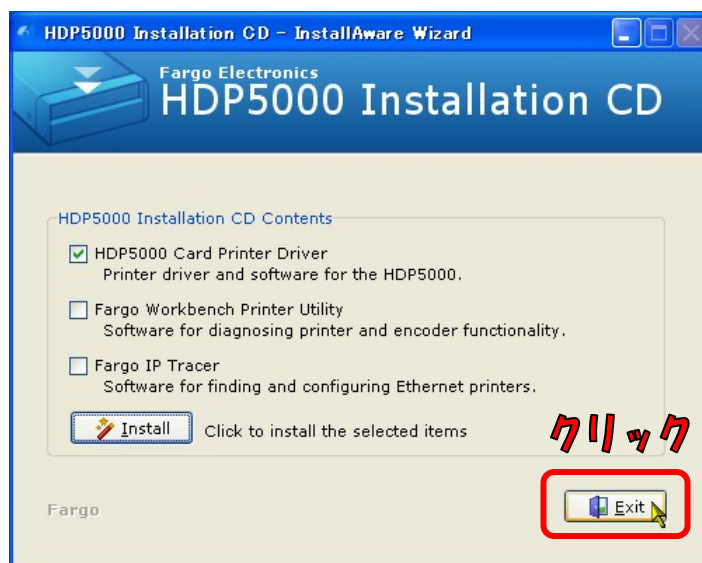 HDP5000 Installation CD - InstallAware Wizard
Fargo Electronics
HDP5000 Installation CD
HDP5000 Installation CD Contents
HDP5000 Card Printer Driver
Printer driver and software for the HDP5000.
Fargo Workbench Printer Utility
Software for diagnosing printer and encoder functionality.
Fargo IP Tracer
Software for finding and configuring Ethernet printers.
Install Click to install the selected items
クリック
Fargo
Exit